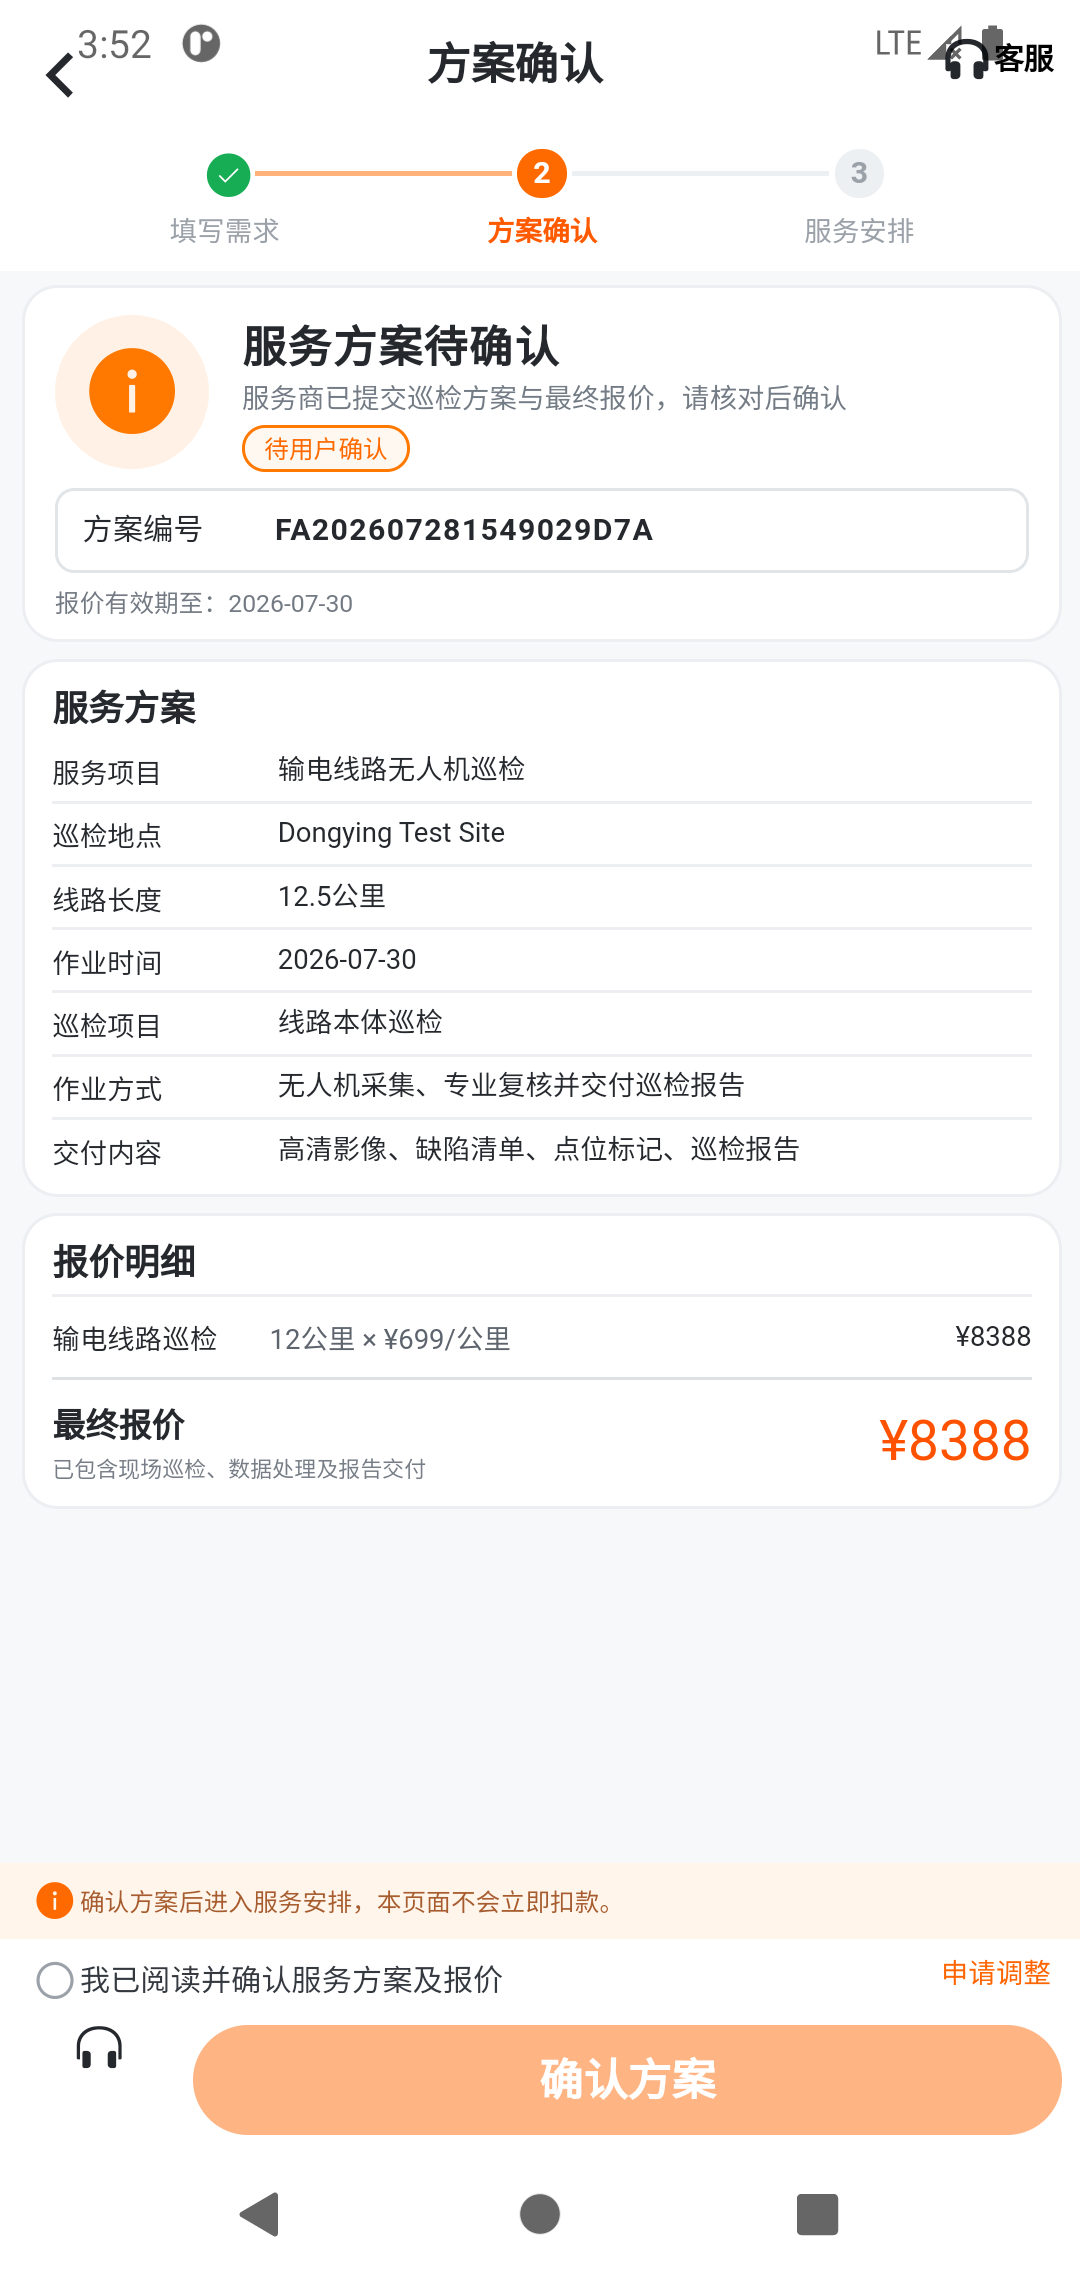 3:52
LTE
方案确认
客服
2
3
填写需求
方案确认
服务安排
服务方案待确认
服务商已提交巡检方案与最终报价，请核对后确认
待用户确认
方案编号 FA202607281549029D7A
报价有效期至：2026-07-30
服务方案
服务项目 输电线路无人机巡检
巡检地点 Dongying Test Site
线路长度 12.5公里
作业时间 2026-07-30
巡检项目 线路本体巡检
作业方式 无人机采集、专业复核并交付巡检报告
交付内容 高清影像、缺陷清单、点位标记、巡检报告
报价明细
输电线路巡检 12公里 × ¥699/公里 ¥8388
最终报价
¥8388
已包含现场巡检、数据处理及报告交付
确认方案后进入服务安排，本页面不会立即扣款。
我已阅读并确认服务方案及报价
申请调整
确认方案